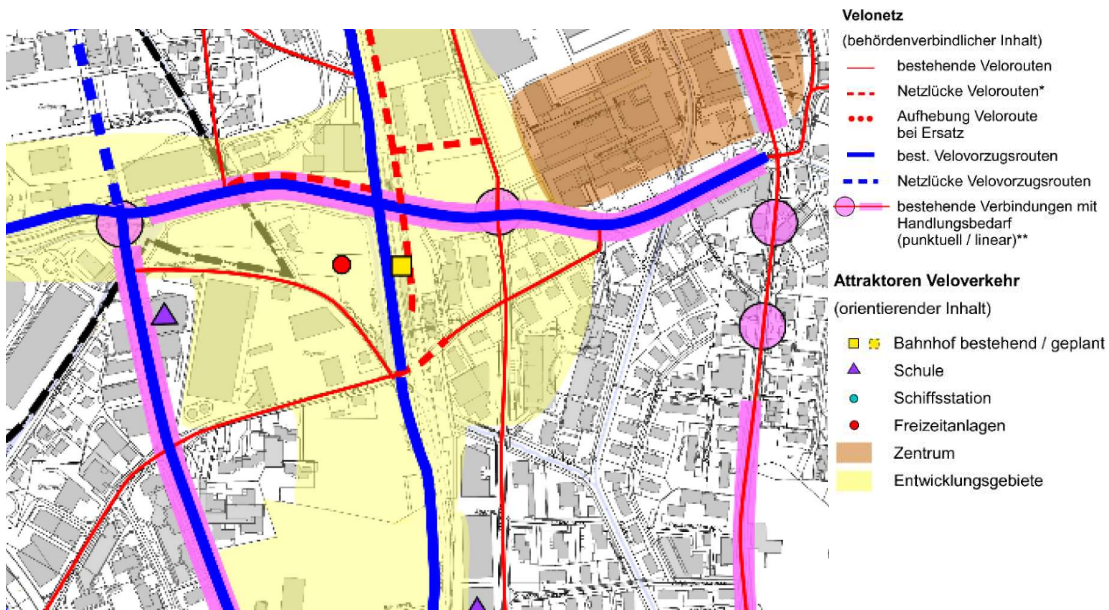 Velonetz
(behördenverbindlicher Inhalt)
bestehende Velorouten
Netzlücke Velorouten*
Aufhebung Veloroute
bei Ersatz
best. Velovorzugsrouten
Netzlücke Velovorzugsrouten
bestehende Verbindungen mit
Handlungsbedarf
(punktuell / linear)**
Attraktoren Veloverkehr
(orientierender Inhalt)
Bahnhof bestehend / geplant
Schule
Schiffsstation
Freizeitanlagen
Zentrum
Entwicklungsgebiete